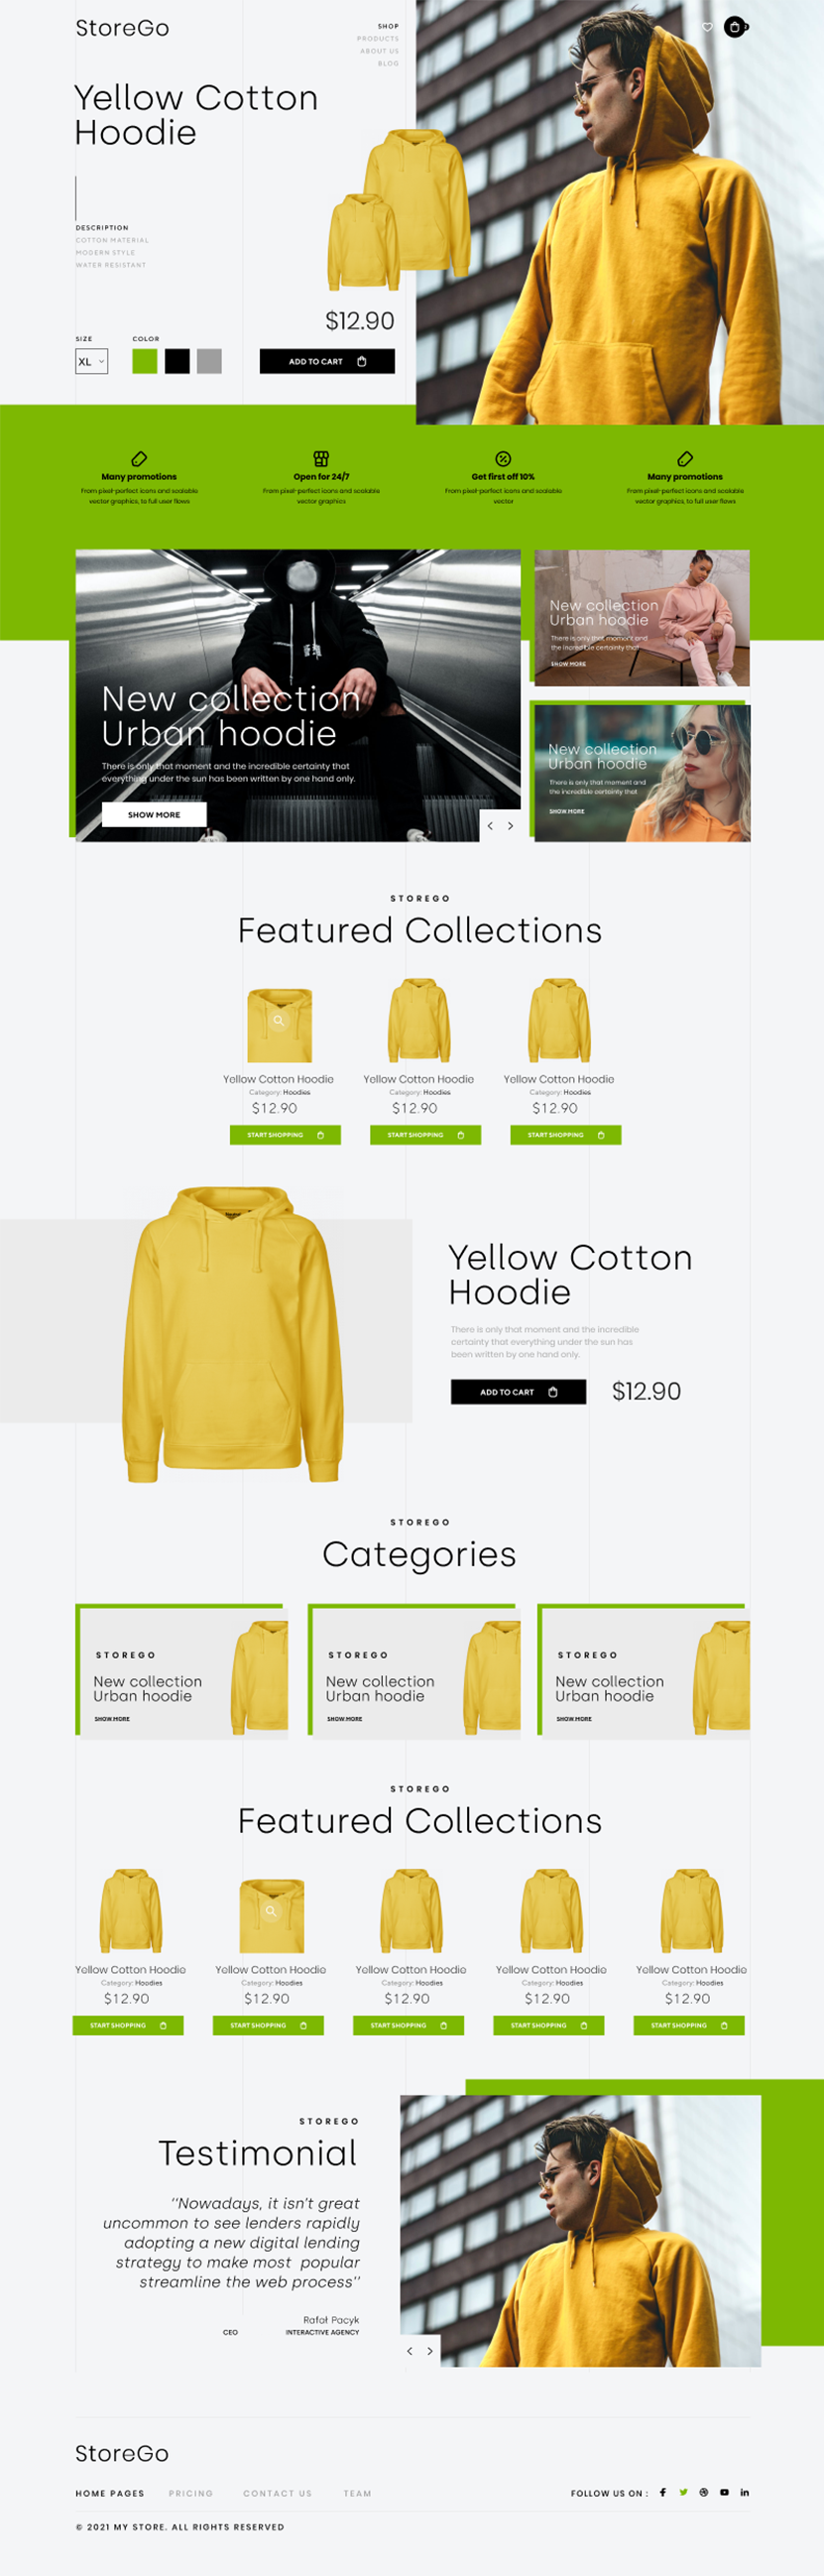 StoreGo
SHOP
PRODUCTS
ABOUT US
BLOG
Yellow Cotton
Hoodie
DESCRIPTION
COTTON MATERIAL
MODERN STYLE
WATER RESISTANT
$12.90
SIZE
COLOR
XL
ADD TO CART
Many promotions
From pixel-perfect icons and scalable
vector graphics, to full user flows
Open for 24/7
From pixel-perfect icons and scalable
vector graphics
Get first off 10%
From pixel-perfect icons and scalable
vector
Many promotions
From pixel-perfect icons and scalable
vector graphics, to full user flows
New collection
Urban hoodie
There is only that moment and the incredible certainty that
everything under the sun has been written by one hand only.
SHOW MORE
New collection
Urban hoodie
There is only that moment and
the incredible certainty that
SHOW MORE
New collection
Urban hoodie
There is only that moment and
the incredible certainty that
SHOW MORE
STOREGO
Featured Collections
Yellow Cotton Hoodie
Category: Hoodies
$12.90
START SHOPPING
Yellow Cotton Hoodie
Category: Hoodies
$12.90
START SHOPPING
Yellow Cotton Hoodie
Category: Hoodies
$12.90
START SHOPPING
Yellow Cotton
Hoodie
There is only that moment and the incredible
certainty that everything under the sun has
been written by one hand only.
ADD TO CART
$12.90
STOREGO
Categories
STOREGO
New collection
Urban hoodie
SHOW MORE
STOREGO
New collection
Urban hoodie
SHOW MORE
STOREGO
New collection
Urban hoodie
SHOW MORE
STOREGO
Featured Collections
Yellow Cotton Hoodie
Category: Hoodies
$12.90
START SHOPPING
Yellow Cotton Hoodie
Category: Hoodies
$12.90
START SHOPPING
Yellow Cotton Hoodie
Category: Hoodies
$12.90
START SHOPPING
Yellow Cotton Hoodie
Category: Hoodies
$12.90
START SHOPPING
Yellow Cotton Hoodie
Category: Hoodies
$12.90
START SHOPPING
STOREGO
Testimonial
''Nowadays, it isn't great
uncommon to see lenders rapidly
adopting a new digital lending
strategy to make most popular
streamline the web process''
Rafał Pacyk
CEO
INTERACTIVE AGENCY
StoreGo
HOME PAGES
PRICING
CONTACT US
TEAM
FOLLOW US ON :
© 2021 MY STORE. ALL RIGHTS RESERVED